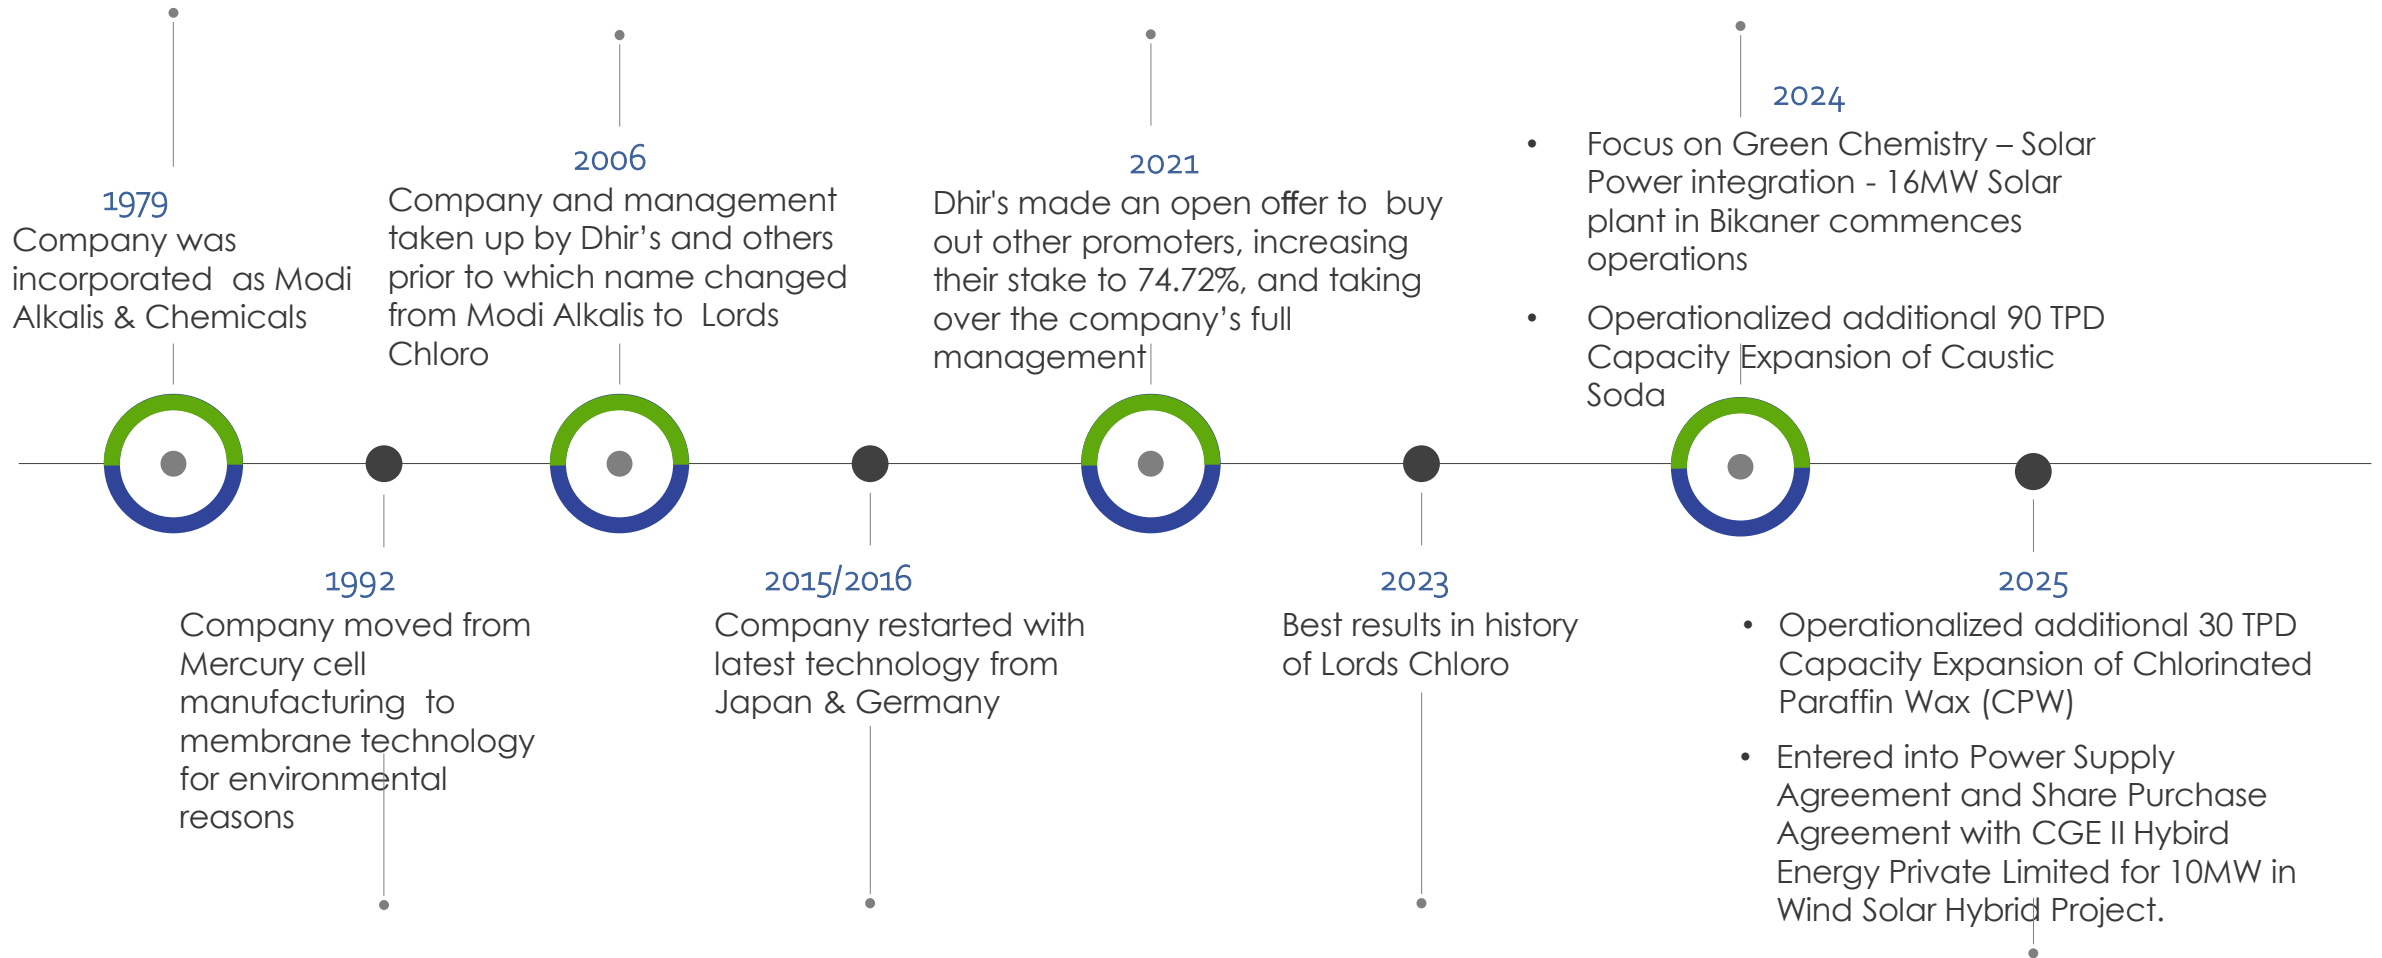 1979
Company was
incorporated  as Modi
Alkalis & Chemicals
1992
Company moved from
Mercury cell
manufacturing  to
membrane technology
for environmental
reasons
2006
Company and management
taken up by Dhir’s and others
prior to which name changed
from Modi Alkalis to  Lords
Chloro
2015/2016
Company restarted with
latest technology from
Japan & Germany
2021
Dhir's made an open offer to  buy
out other promoters, increasing
their stake to 74.72%, and taking
over the company’s full
management
2023
Best results in history
of Lords Chloro
2024
• Focus on Green Chemistry – Solar
Power integration - 16MW Solar
plant in Bikaner commences
operations
• Operationalized additional 90 TPD
Capacity Expansion of Caustic
Soda
2025
• Operationalized additional 30 TPD
Capacity Expansion of Chlorinated
Paraffin Wax (CPW)
• Entered into Power Supply
Agreement and Share Purchase
Agreement with CGE II Hybird
Energy Private Limited for 10MW in
Wind Solar Hybrid Project.